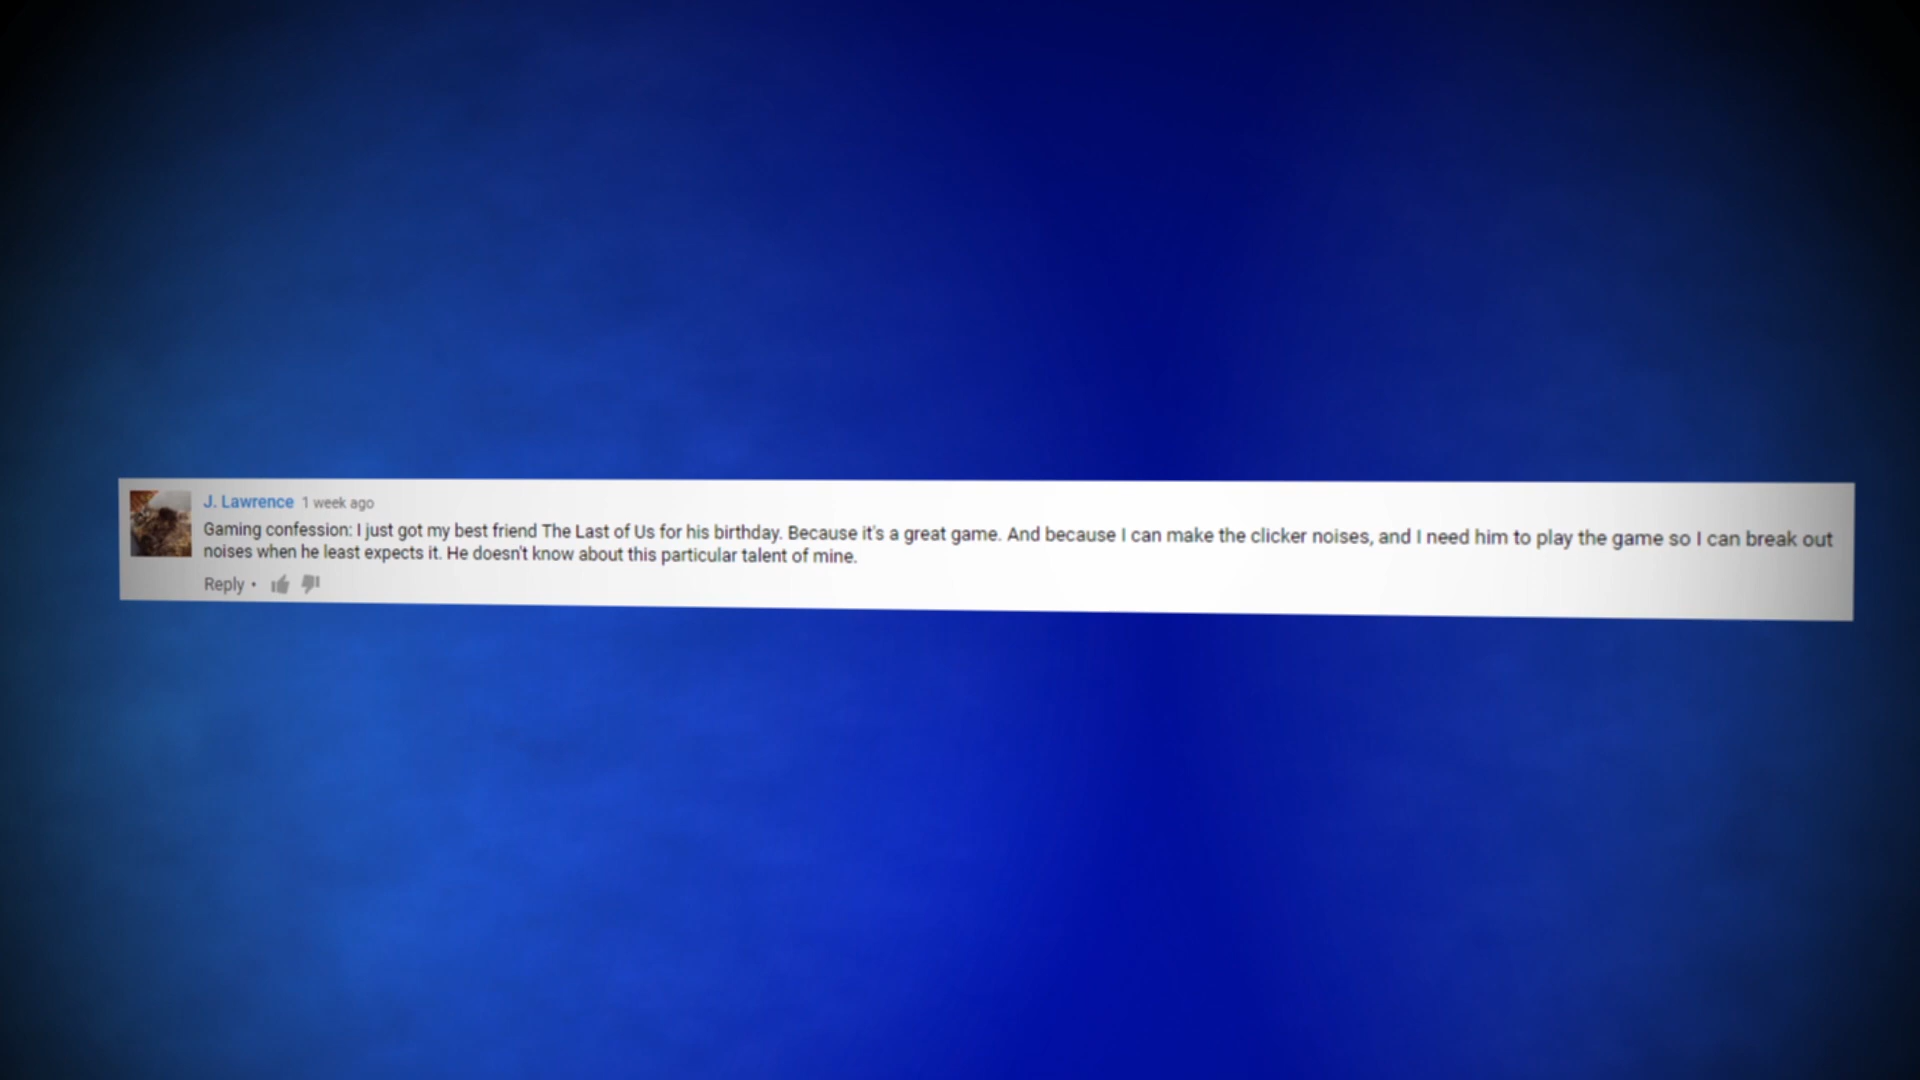 J. Lawrence 1 week ago
Gaming confession: I just got my best friend The Last of Us for his birthday. Because it's a great game. And because I can make the clicker noises, and I need him to play the game so I can break out
noises when he least expects it. He doesn't know about this particular talent of mine.
Reply •